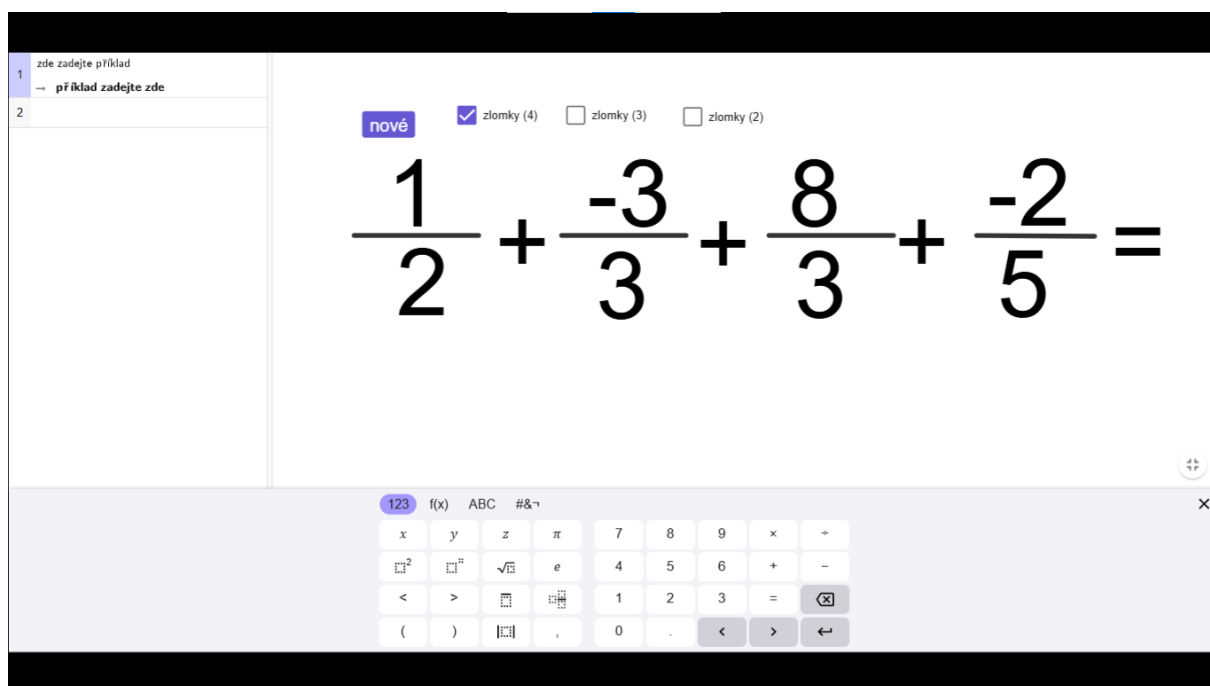 1 zde zadejte příklad
→ příklad zadejte zde
2
nové
zlomky (4) zlomky (3) zlomky (2)
1/2 + -3/3 + 8/3 + -2/5 =
123 f(x) ABC #&¬ ×
x y z π 7 8 9 × ÷
□² □^□ √□ e 4 5 6 + −
< > 1 2 3 =
( ) |□| , 0 . < >